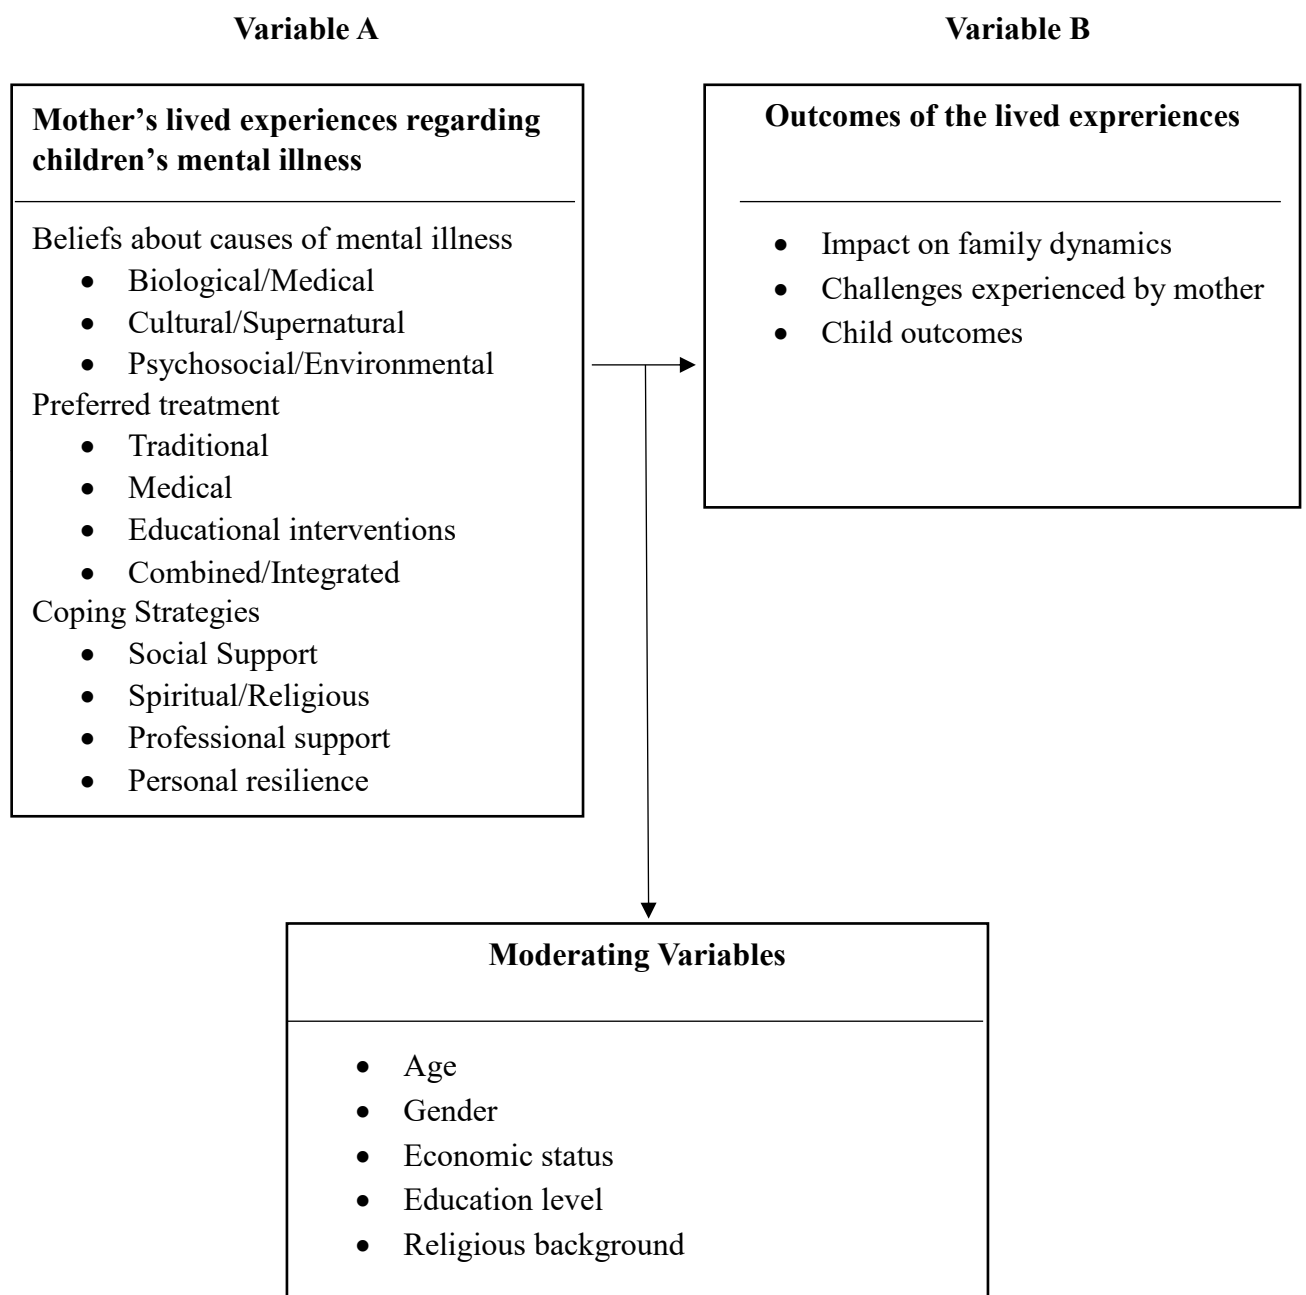 Variable A
Variable B
Mother’s lived experiences regarding
children’s mental illness
Beliefs about causes of mental illness
• Biological/Medical
• Cultural/Supernatural
• Psychosocial/Environmental
Preferred treatment
• Traditional
• Medical
• Educational interventions
• Combined/Integrated
Coping Strategies
• Social Support
• Spiritual/Religious
• Professional support
• Personal resilience
Outcomes of the lived expreriences
• Impact on family dynamics
• Challenges experienced by mother
• Child outcomes
Moderating Variables
• Age
• Gender
• Economic status
• Education level
• Religious background